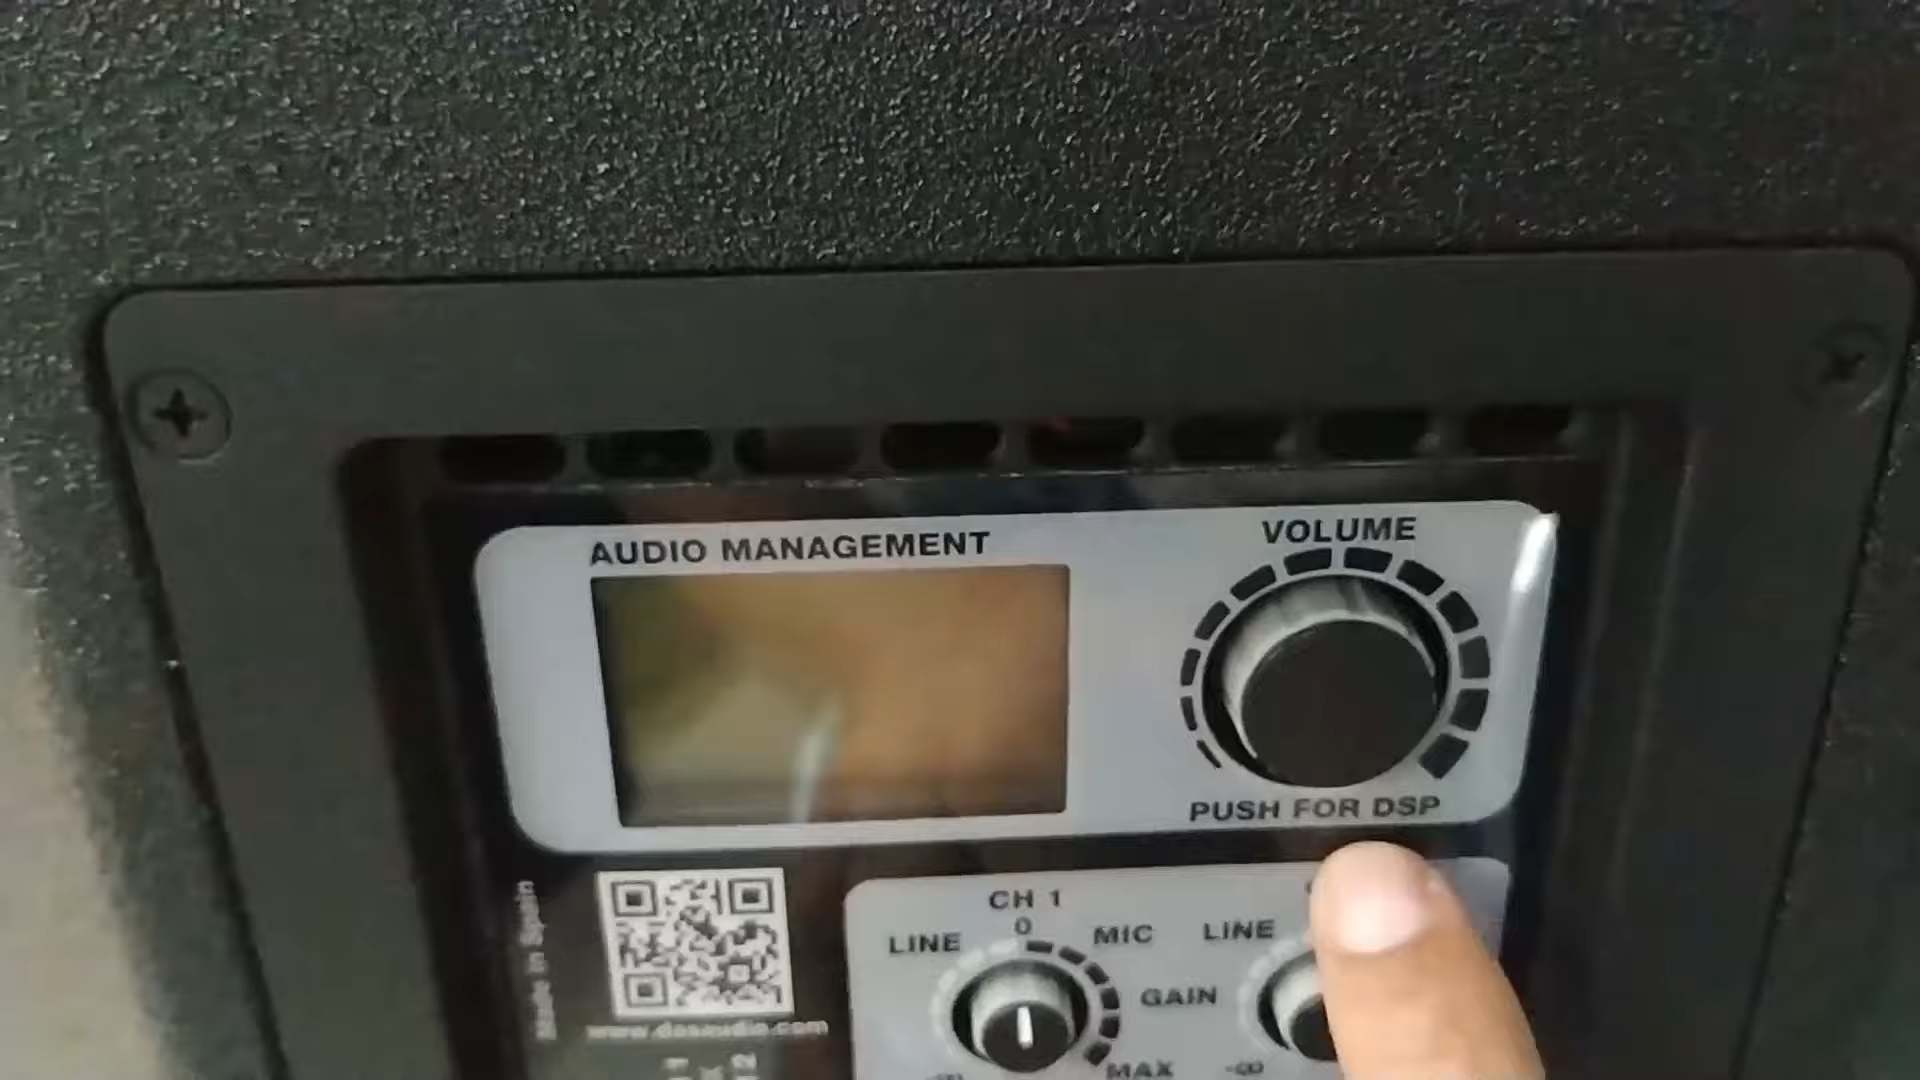 AUDIO MANAGEMENT
VOLUME
PUSH FOR DSP
Made in Spain
www.dasaudio.com
CH 1
0
LINE
MIC
LINE
GAIN
MAX
-∞